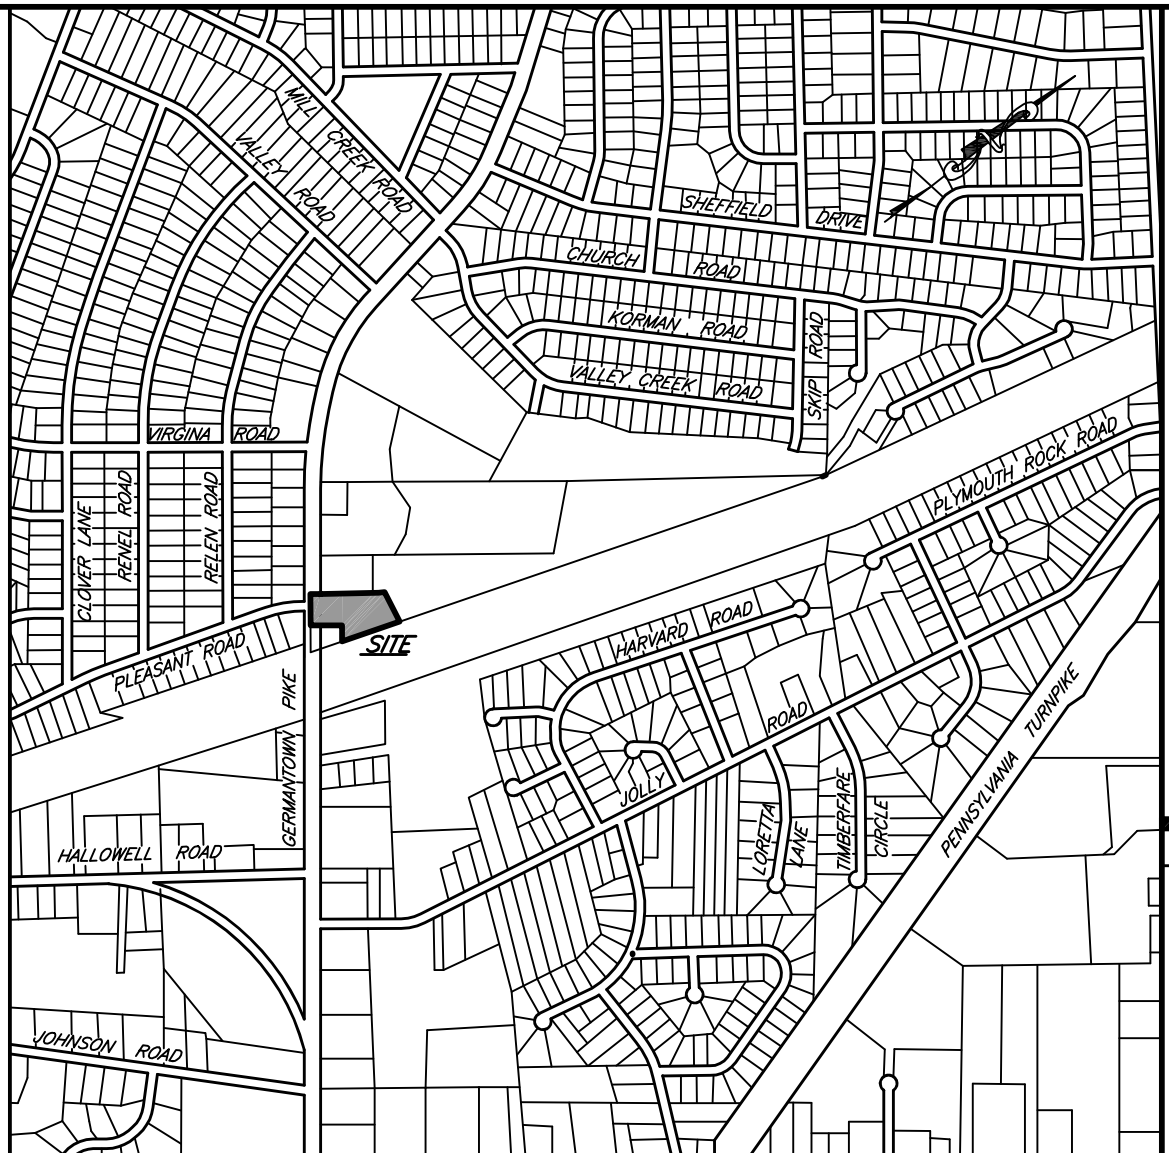 MILL CREEK ROAD
VALLEY ROAD
SHEFFIELD DRIVE
CHURCH ROAD
KORMAN ROAD
SKIP ROAD
VALLEY CREEK ROAD
VIRGINA ROAD
PLYMOUTH ROCK ROAD
CLOVER LANE
RENEL ROAD
RELEN ROAD
SITE
HARVARD ROAD
PLEASANT ROAD
GERMANTOWN PIKE
JOLLY ROAD
PENNSYLVANIA TURNPIKE
LORETTA LANE
TIMBERFARE CIRCLE
HALLOWELL ROAD
JOHNSON ROAD